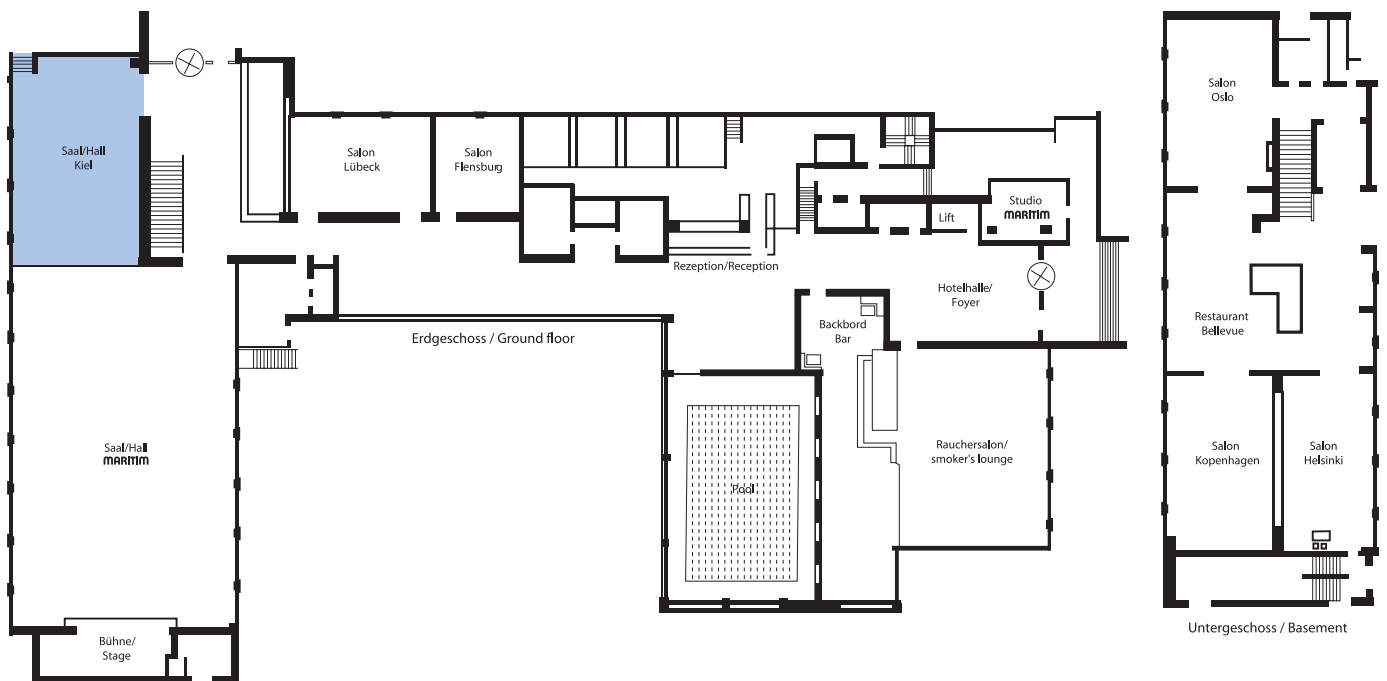 Saal/Hall
Kiel
Salon
Lübeck
Salon
Flensburg
Rezeption/Reception
Lift
Studio
MARITIM
Hotelhalle/
Foyer
Erdgeschoss / Ground floor
Backbord
Bar
Saal/Hall
MARITIM
Pool
Rauchersalon/
smoker's lounge
Bühne/
Stage
Salon
Oslo
Restaurant
Bellevue
Salon
Kopenhagen
Salon
Helsinki
Untergeschoss / Basement